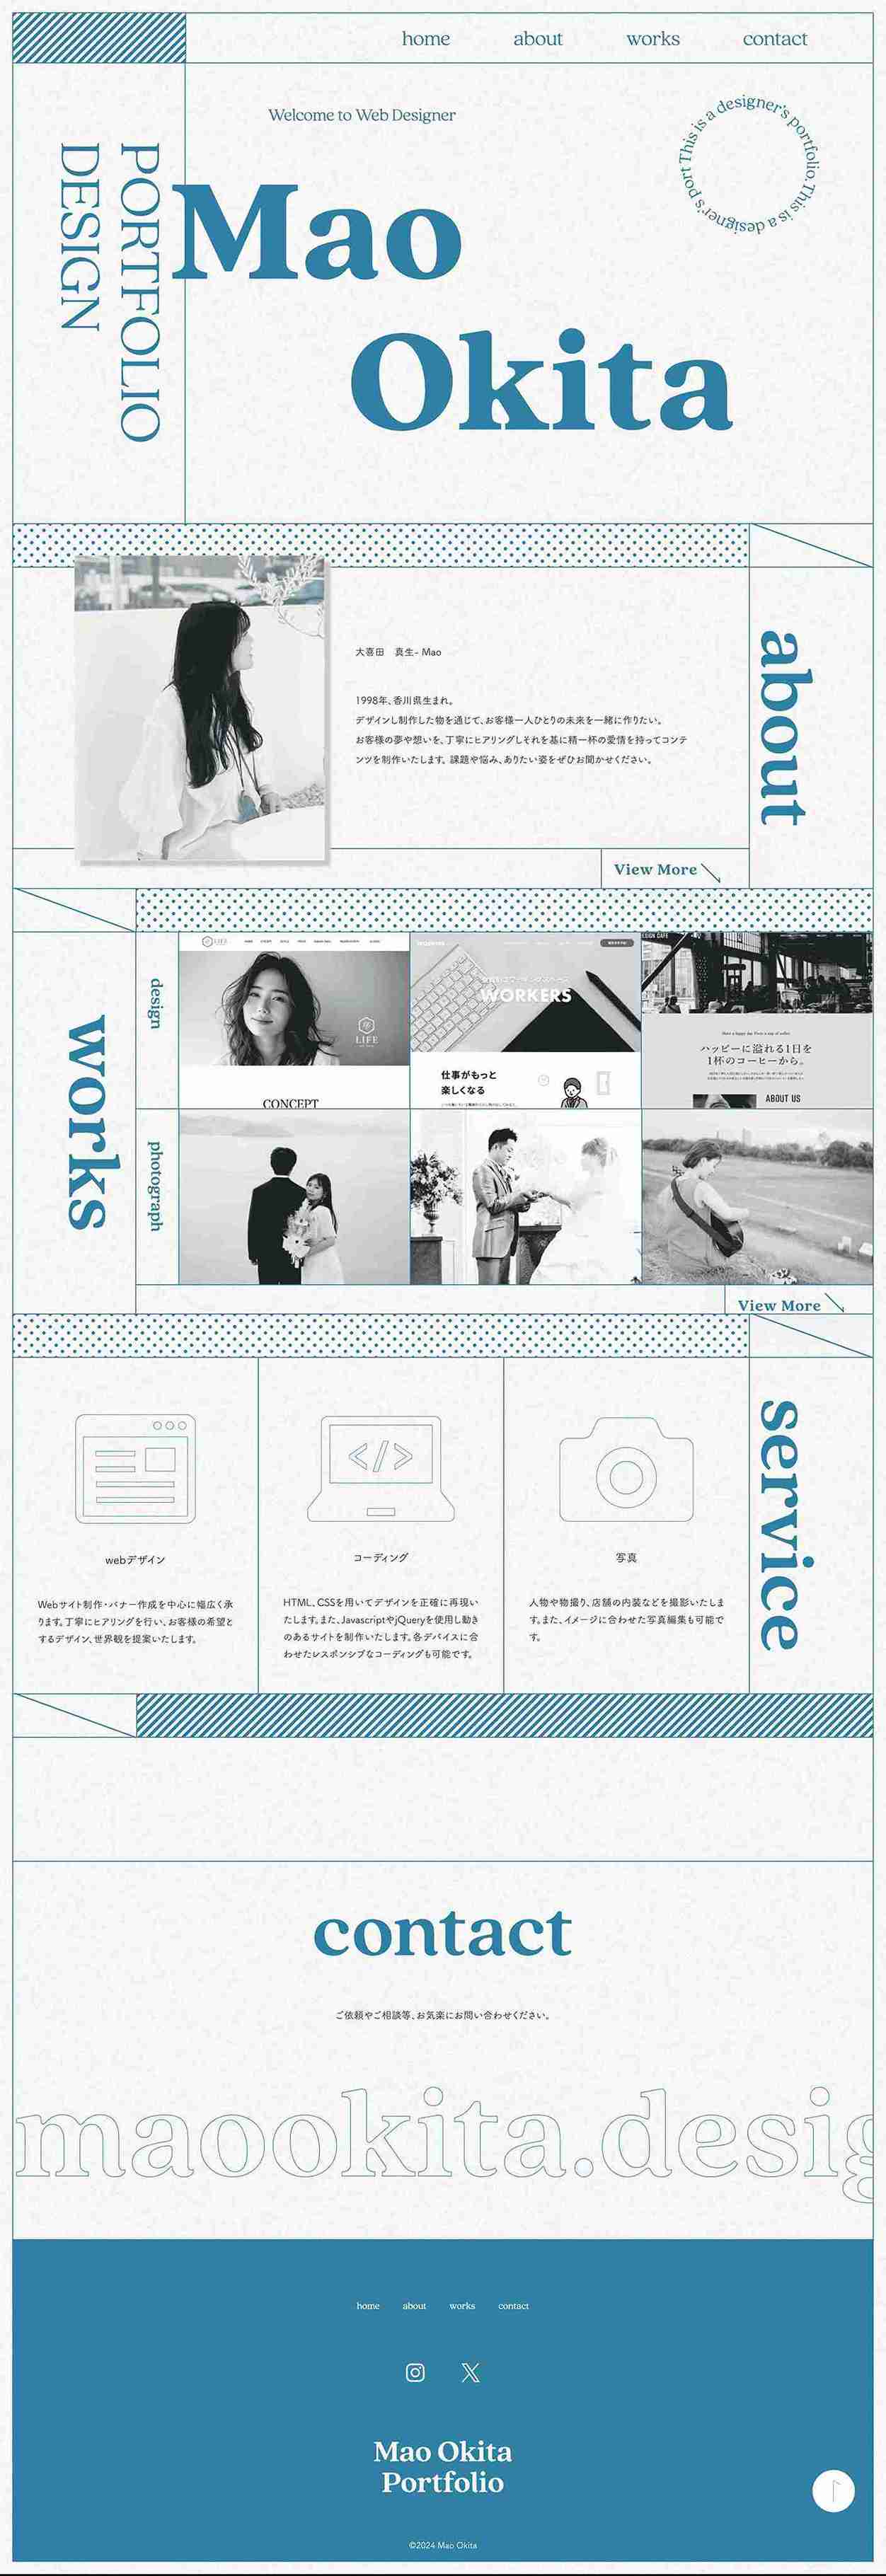 home about works contact
Welcome to Web Designer
This is a designer's portfolio. This is a designer's port
PORTFOLIO
DESIGN
Mao
Okita
大喜田　真生- Mao
1998年、香川県生まれ。
デザインし制作した物を通じて、お客様一人ひとりの未来を一緒に作りたい。
お客様の夢や想いを、丁寧にヒアリングしそれを基に精一杯の愛情を持ってコンテ
ンツを制作いたします。課題や悩み、ありたい姿をぜひお聞かせください。
about
View More
works
design
LIFE
LIFE
CONCEPT
WORKERS
仕事がもっと
楽しくなる
ハッピーに溢れる1日を
1杯のコーヒーから。
ABOUT US
photograph
View More
service
webデザイン
Webサイト制作・バナー作成を中心に幅広く承
ります。丁寧にヒアリングを行い、お客様の希望と
するデザイン、世界観を提案いたします。
コーディング
HTML、CSSを用いてデザインを正確に再現い
たします。また、JavascriptやjQueryを使用し動き
のあるサイトを制作いたします。各デバイスに合
わせたレスポンシブなコーディングも可能です。
写真
人物や物撮り、店舗の内装などを撮影いたしま
す。また、イメージに合わせた写真編集も可能で
す。
contact
ご依頼やご相談等、お気楽にお問い合わせください。
maookita.desig
home about works contact
Mao Okita
Portfolio
©2024 Mao Okita